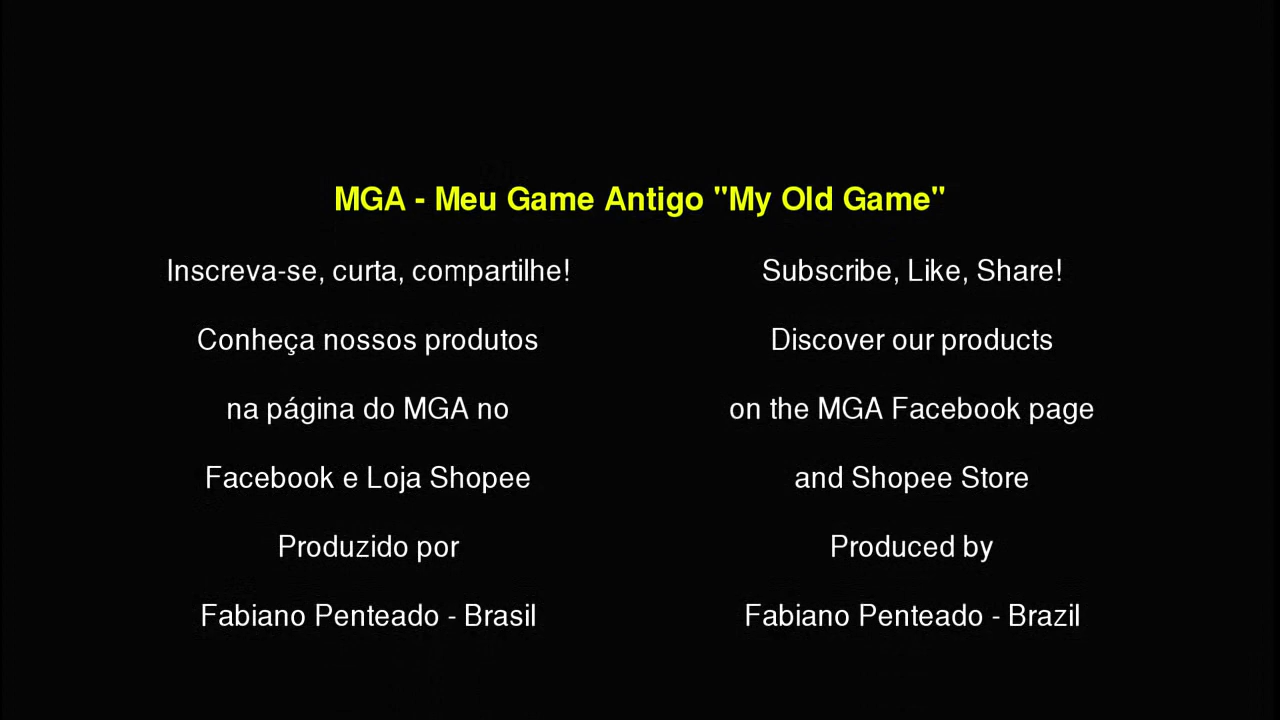 MGA - Meu Game Antigo "My Old Game"
Inscreva-se, curta, compartilhe!
Conheça nossos produtos
na página do MGA no
Facebook e Loja Shopee
Produzido por
Fabiano Penteado - Brasil
Subscribe, Like, Share!
Discover our products
on the MGA Facebook page
and Shopee Store
Produced by
Fabiano Penteado - Brazil